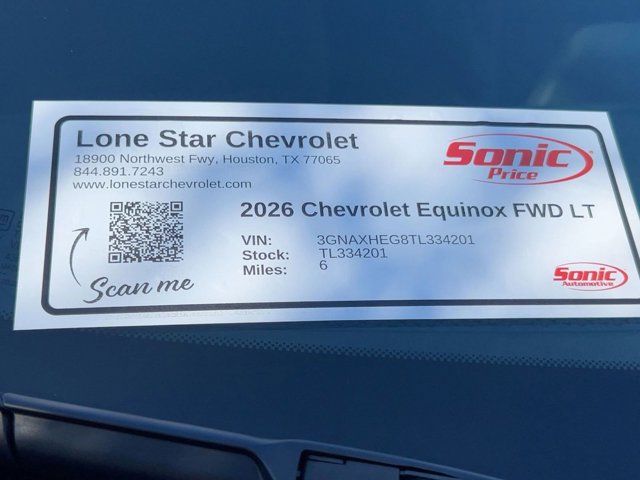 Lone Star Chevrolet
18900 Northwest Fwy, Houston, TX 77065
844.891.7243
www.lonestarchevrolet.com
Sonic
Price
2026 Chevrolet Equinox FWD LT
VIN: 3GNAXHEG8TL334201
Stock: TL334201
Miles: 6
Scan me
Sonic
Automotive